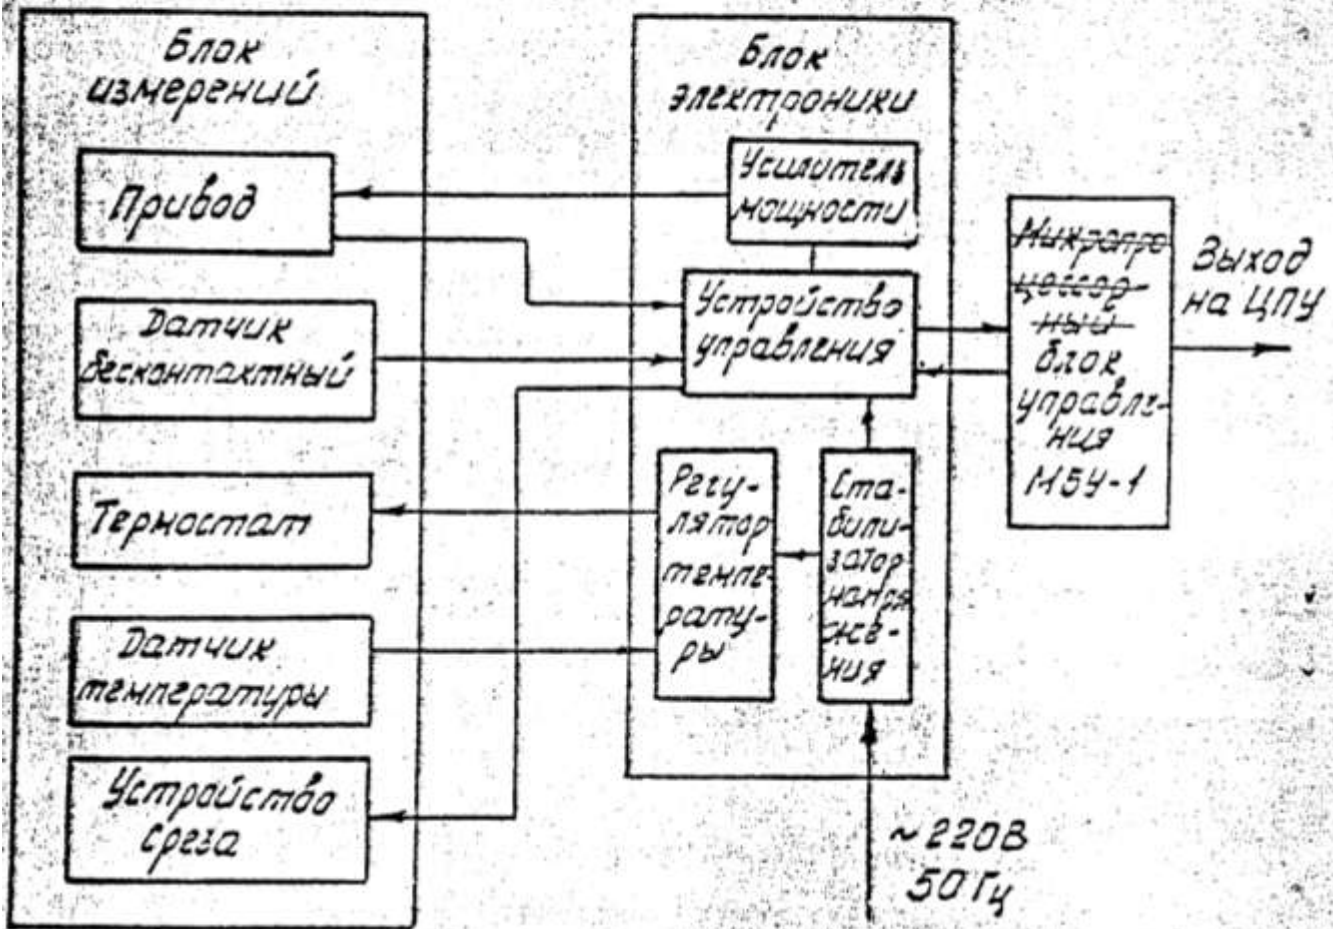 Блок
измерений
Привод
Датчик
бесконтактный
Термостат
Датчик
температуры
Устройство
среза
Блок
электроники
Усилитель
мощности
Устройство
управления
Регу-
лятор
темпе-
рату-
ры
Ста-
били-
затор
напря
же-
ния
~220В
50 Гц
Микропро
цессор-
ный
блок
управле-
ния
МБУ-1
Выход
на ЦПУ